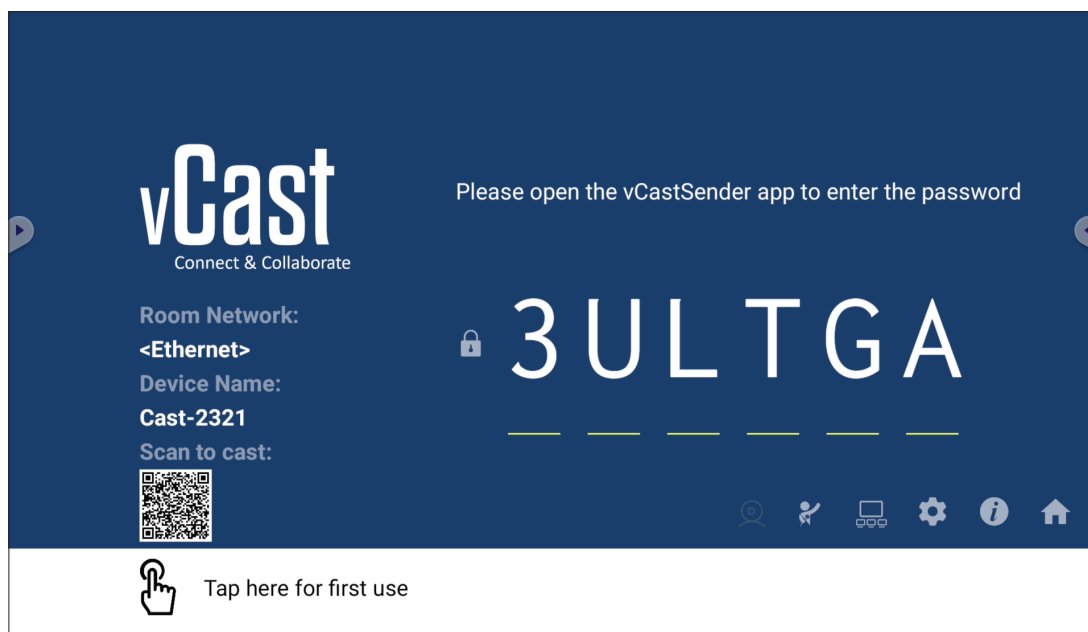 vCast
Connect & Collaborate
Please open the vCastSender app to enter the password
Room Network:
<Ethernet>
Device Name:
Cast-2321
Scan to cast:
3ULTGA
Tap here for first use